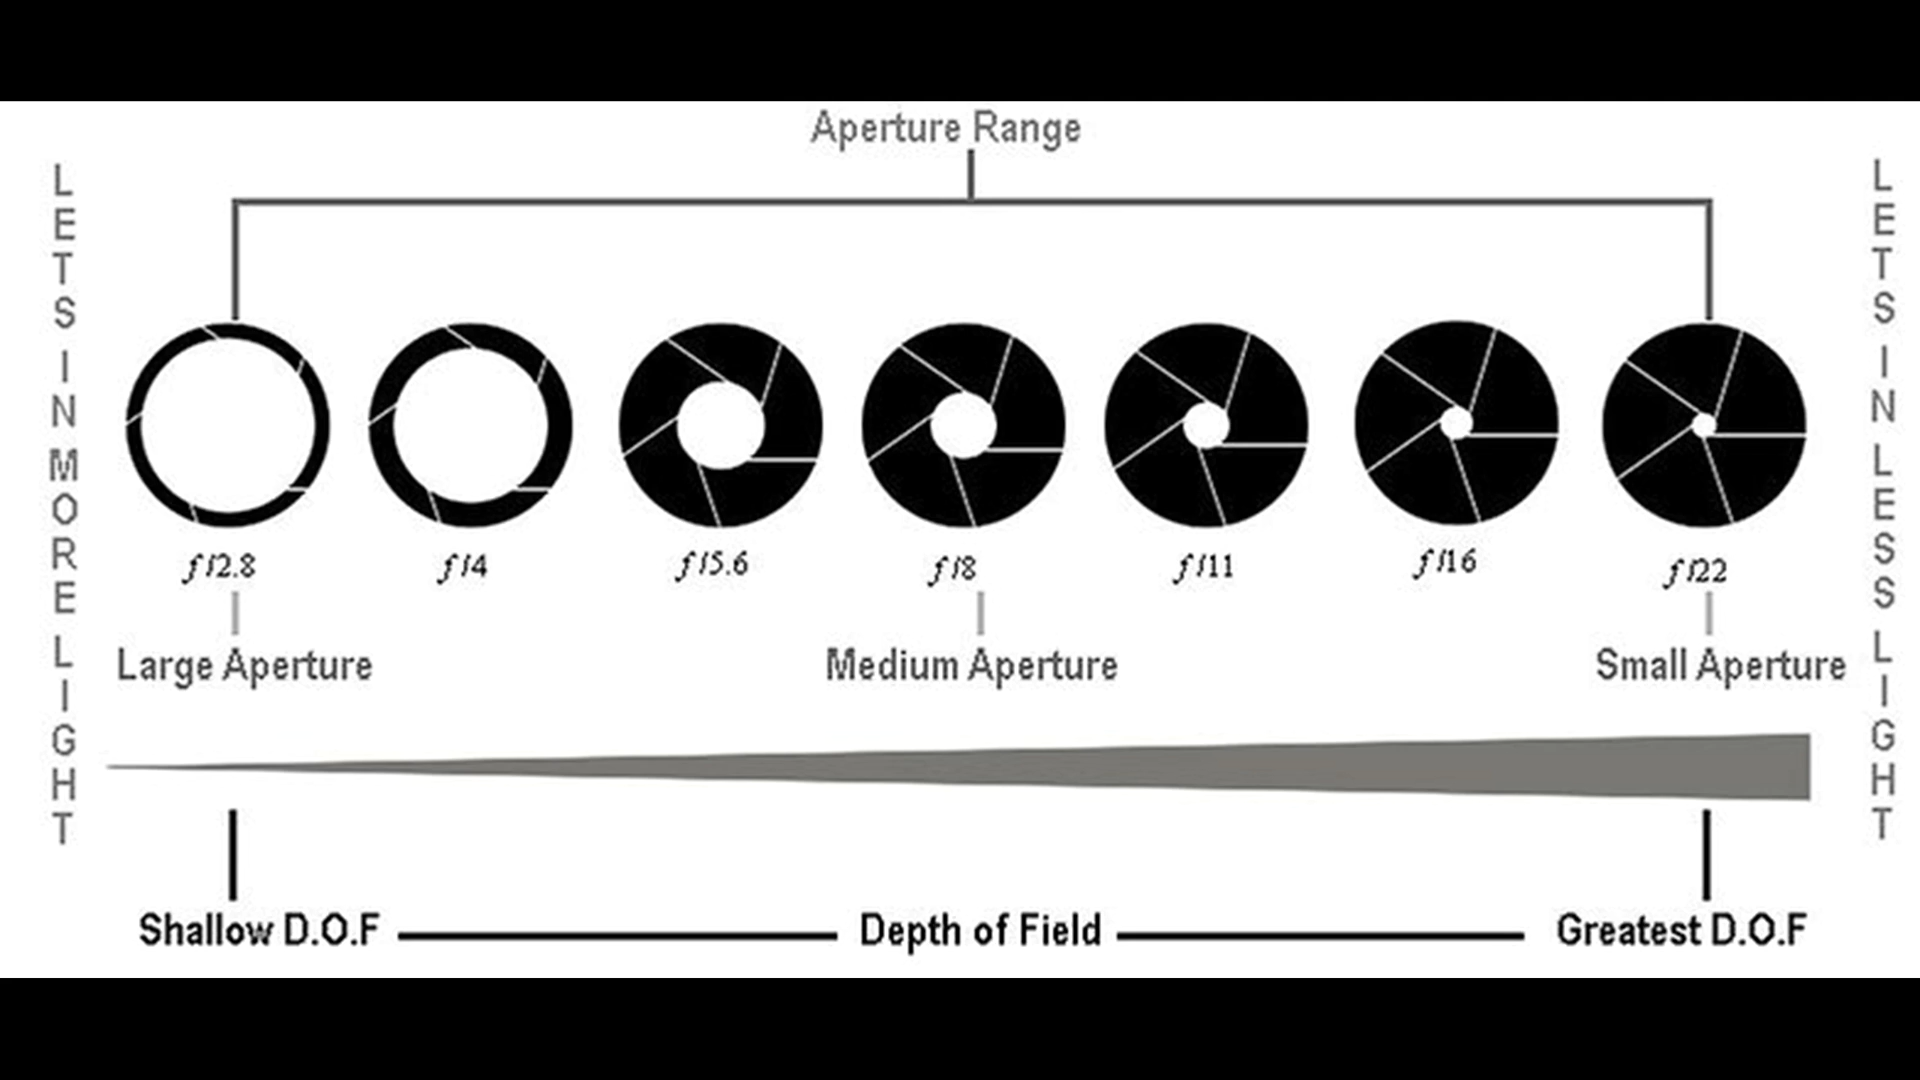 Aperture Range
LETS IN MORE LIGHT
LETS IN LESS LIGHT
f/2.8
f/4
f/5.6
f/8
f/11
f/16
f/22
Large Aperture
Medium Aperture
Small Aperture
Shallow D.O.F
Depth of Field
Greatest D.O.F